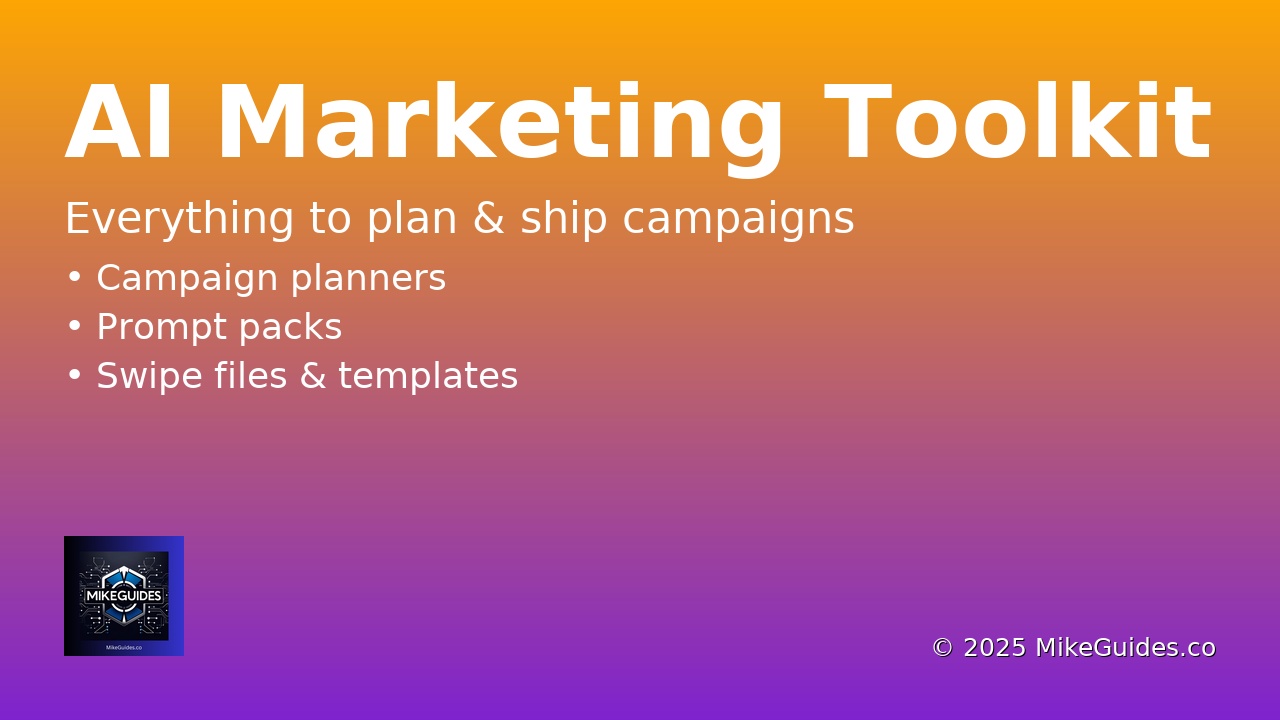 AI Marketing Toolkit
Everything to plan & ship campaigns
• Campaign planners
• Prompt packs
• Swipe files & templates
MIKEGUIDES
MikeGuides.co
© 2025 MikeGuides.co